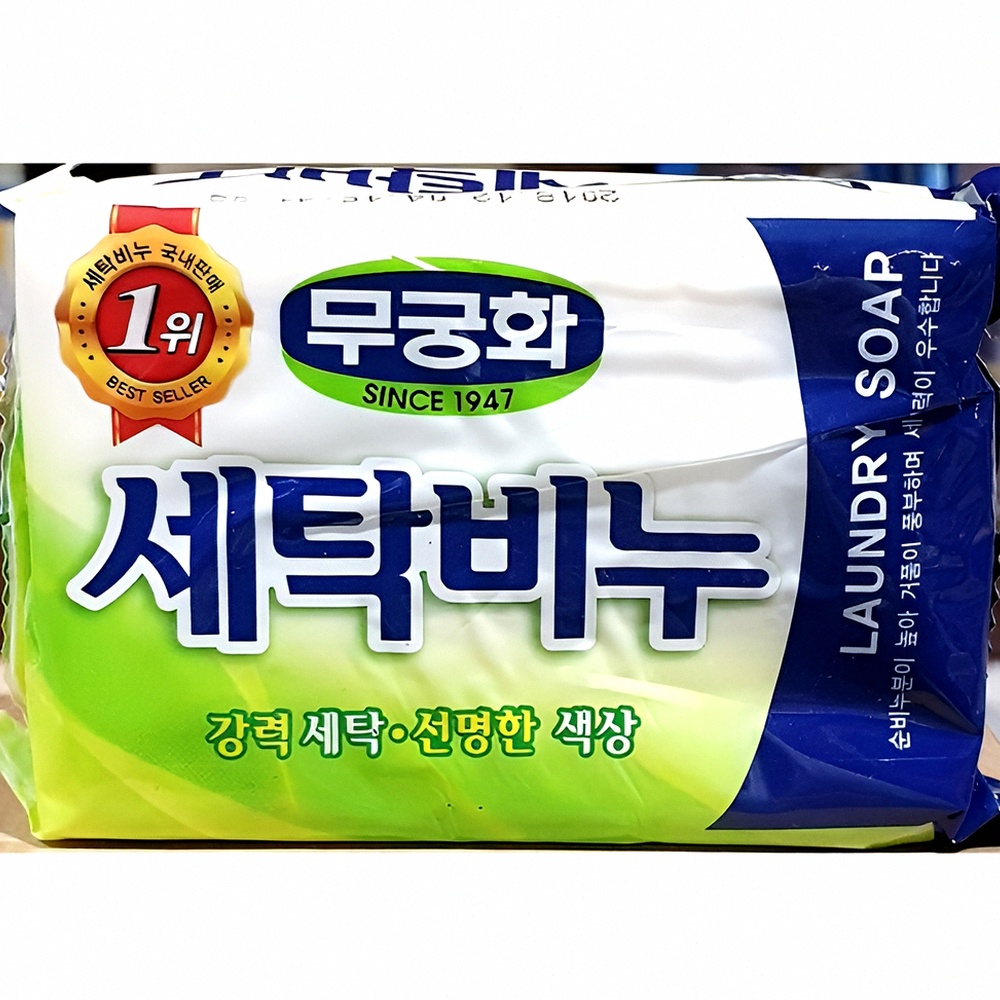 세탁비누 국내판매
1위
BEST SELLER
무궁화
SINCE 1947
세탁비누
강력 세탁·선명한 색상
LAUNDRY SOAP
순비누분이 높아 거품이 풍부하며 세척력이 우수합니다